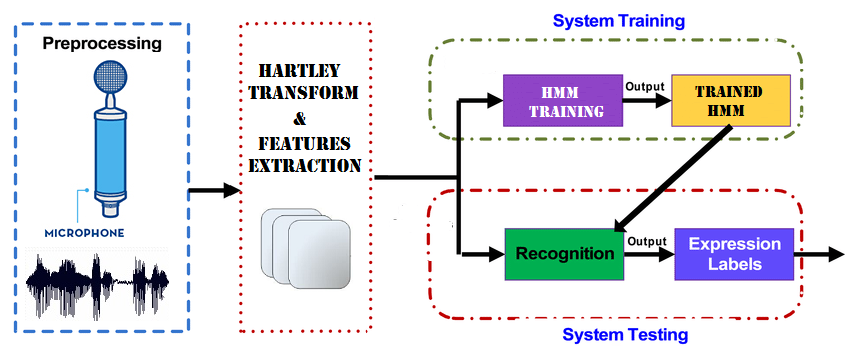 System Training
Preprocessing
MICROPHONE
HARTLEY
TRANSFORM
&
FEATURES
EXTRACTION
HMM
TRAINING
Output
TRAINED
HMM
Recognition
Output
Expression
Labels
System Testing